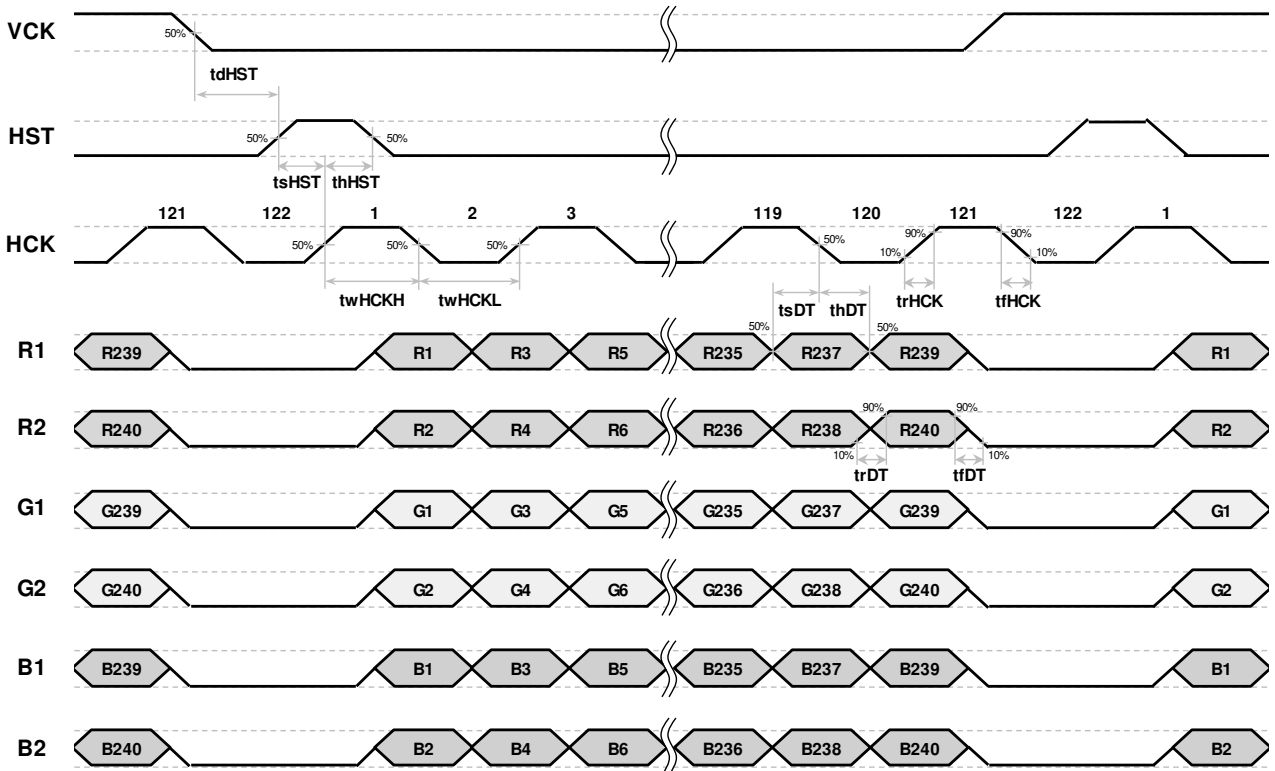 VCK
50%
tdHST
HST
50%
50%
tsHST thHST
121 122 1 2 3 119 120 121 122 1
HCK
50%
50%
50%
50%
10%
90%
90%
10%
twHCKH twHCKL
tsDT thDT
trHCK tfHCK
50%
50%
R1 R239 R1 R3 R5 R235 R237 R239 R1
R2 R240 R2 R4 R6 R236 R238 R240 R2
90%
90%
10%
10%
trDT tfDT
G1 G239 G1 G3 G5 G235 G237 G239 G1
G2 G240 G2 G4 G6 G236 G238 G240 G2
B1 B239 B1 B3 B5 B235 B237 B239 B1
B2 B240 B2 B4 B6 B236 B238 B240 B2